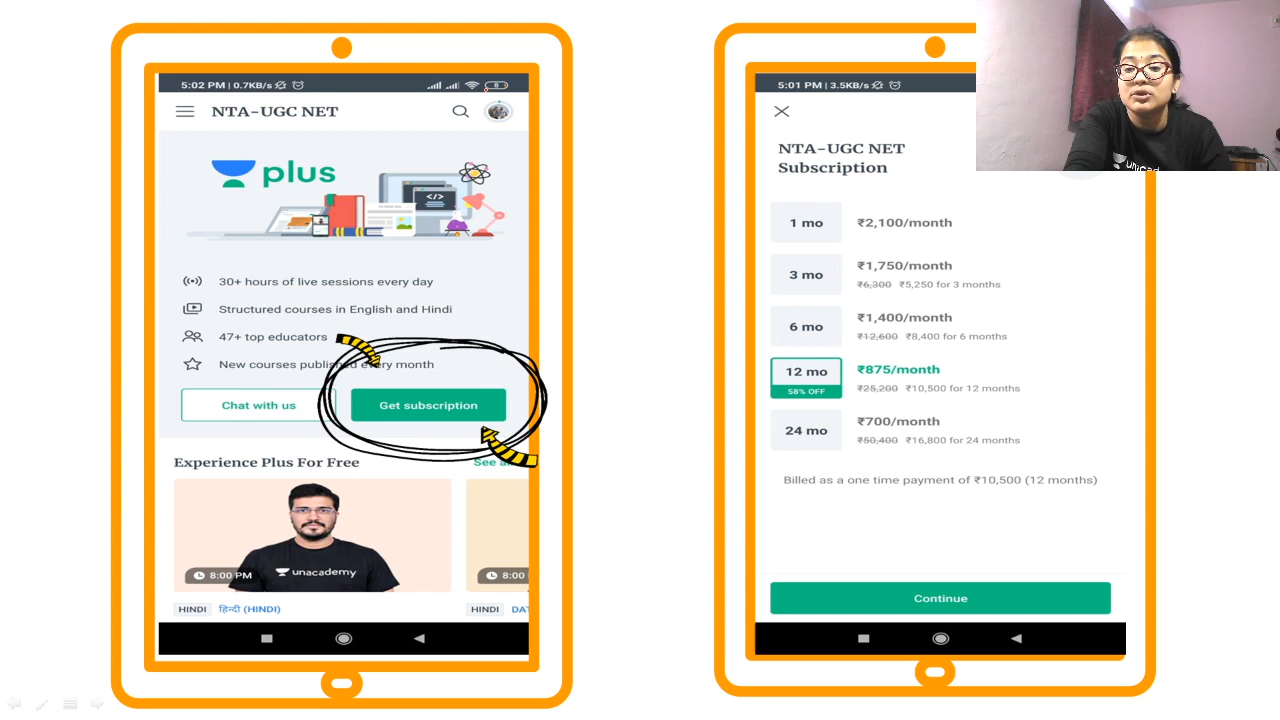 5:02 PM | 0.7KB/s
8
NTA-UGC NET
plus
</>
30+ hours of live sessions every day
Structured courses in English and Hindi
47+ top educators
New courses published every month
Chat with us
Get subscription
Experience Plus For Free
See all
unacademy
8:00 PM
8:00
HINDI हिन्दी (HINDI)
HINDI DAT
5:01 PM | 3.5KB/s
NTA-UGC NET
Subscription
1 mo ₹2,100/month
3 mo ₹1,750/month
₹6,300 ₹5,250 for 3 months
6 mo ₹1,400/month
₹12,600 ₹8,400 for 6 months
12 mo ₹875/month
58% OFF ₹25,200 ₹10,500 for 12 months
24 mo ₹700/month
₹50,400 ₹16,800 for 24 months
Billed as a one time payment of ₹10,500 (12 months)
Continue
unacad